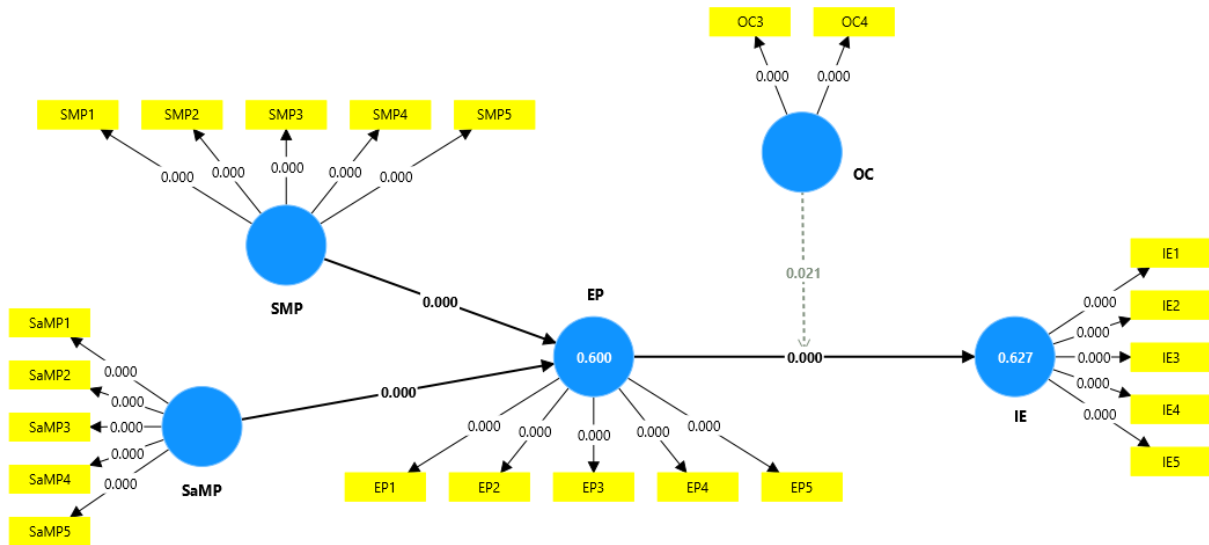 OC3
OC4
0.000
0.000
OC
SMP1
SMP2
SMP3
SMP4
SMP5
0.000
0.000
0.000
0.000
0.000
SMP
0.021
0.000
SaMP1
SaMP2
SaMP3
SaMP4
SaMP5
0.000
0.000
0.000
0.000
0.000
SaMP
0.000
EP
0.600
0.000
0.000
0.000
0.000
0.000
EP1
EP2
EP3
EP4
EP5
0.000
0.627
IE
0.000
0.000
0.000
0.000
0.000
IE1
IE2
IE3
IE4
IE5